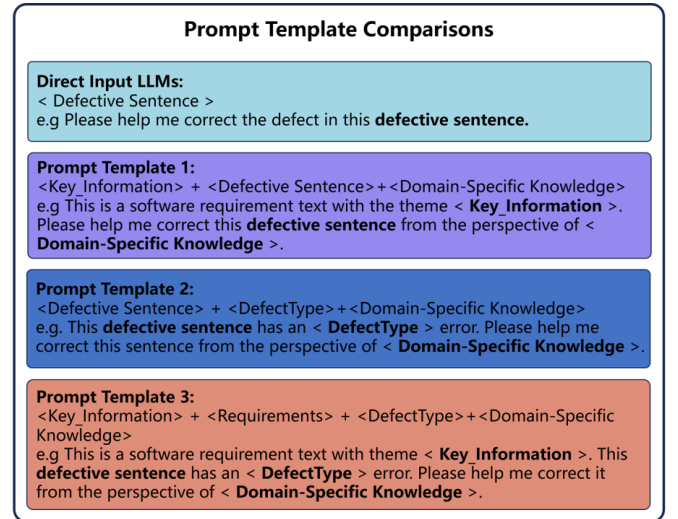 Prompt Template Comparisons
Direct Input LLMs:
< Defective Sentence >
e.g Please help me correct the defect in this defective sentence.
Prompt Template 1:
<Key_Information> + <Defective Sentence>+<Domain-Specific Knowledge>
e.g This is a software requirement text with the theme < Key_Information >.
Please help me correct this defective sentence from the perspective of <
Domain-Specific Knowledge >.
Prompt Template 2:
<Defective Sentence> + <DefectType>+<Domain-Specific Knowledge>
e.g. This defective sentence has an < DefectType > error. Please help me
correct this sentence from the perspective of < Domain-Specific Knowledge >.
Prompt Template 3:
<Key_Information> + <Requirements> + <DefectType>+<Domain-Specific
Knowledge>
e.g This is a software requirement text with theme < Key_Information >. This
defective sentence has an < DefectType > error. Please help me correct it
from the perspective of < Domain-Specific Knowledge >.